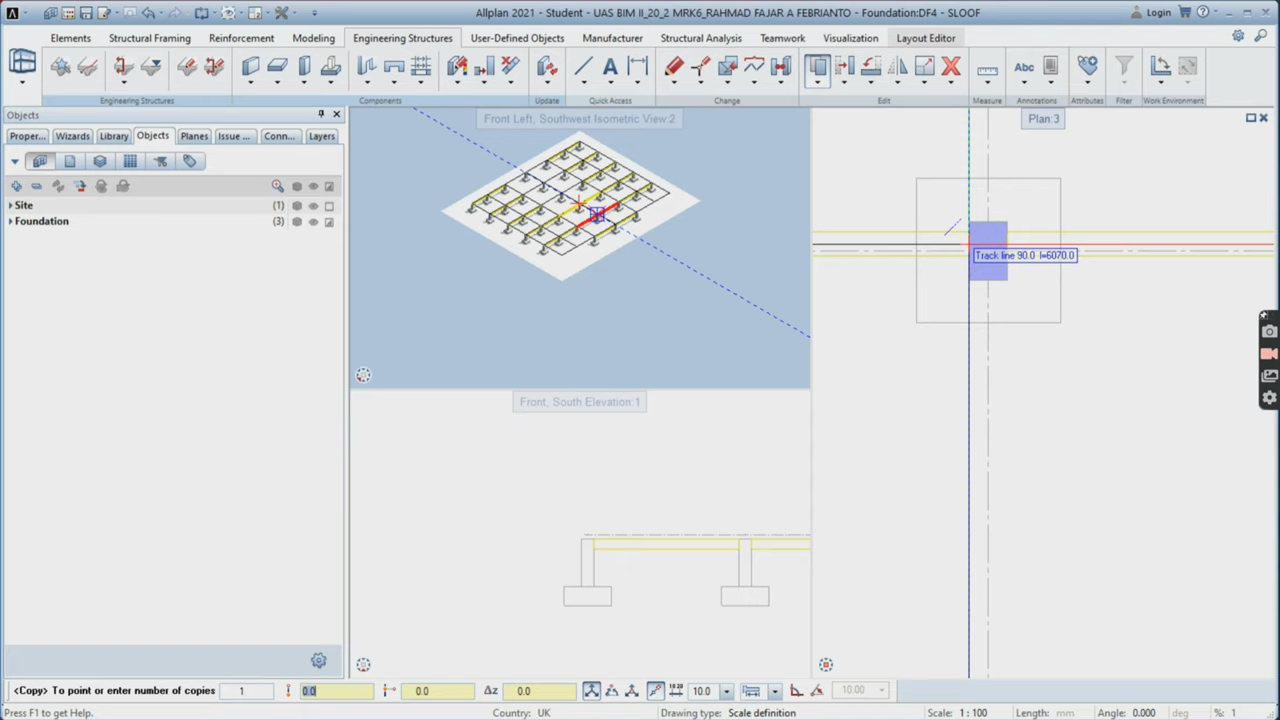 Allplan 2021 - Student - UAS BIM II_20_2 MRK6_RAHMAD FAJAR A FEBRIANTO - Foundation:DF4 - SLOOF
Login
Elements
Structural Framing
Reinforcement
Modeling
Engineering Structures
User-Defined Objects
Manufacturer
Structural Analysis
Teamwork
Visualization
Layout Editor
Abc
Engineering Structures
Components
Update
Quick Access
Change
Edit
Measure
Annotations
Attributes
Filter
Work Environment
Objects
Proper...
Wizards
Library
Objects
Planes
Issue ...
Conn...
Layers
Site
(1)
Foundation
(3)
Front Left, Southwest Isometric View:2
Plan:3
Track line 90.0 l=6070.0
Front, South Elevation:1
<Copy> To point or enter number of copies
1
0.0
0.0
Δz
0.0
10.0
10.00
Press F1 to get Help.
Country:
UK
Drawing type:
Scale definition
Scale:
1 : 100
Length:
mm
Angle:
0.000
deg
%:
1